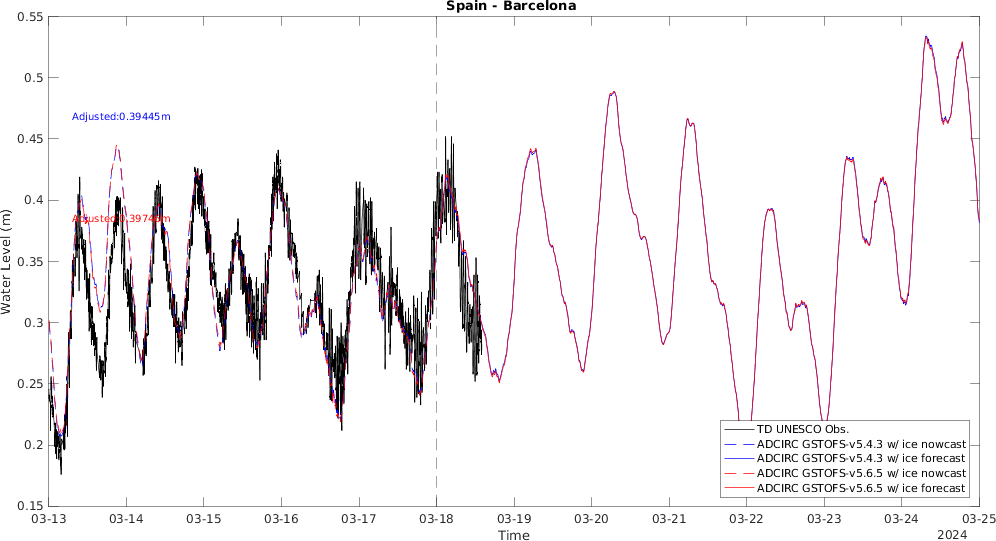 Spain - Barcelona
0.55
0.5
0.45
0.4
0.35
0.3
0.25
0.2
0.15
Water Level (m)
Adjusted:0.39445m
TD UNESCO Obs.
ADCIRC GSTOFS-v5.4.3 w/ ice nowcast
ADCIRC GSTOFS-v5.4.3 w/ ice forecast
ADCIRC GSTOFS-v5.6.5 w/ ice nowcast
ADCIRC GSTOFS-v5.6.5 w/ ice forecast
03-13 03-14 03-15 03-16 03-17 03-18 03-19 03-20 03-21 03-22 03-23 03-24 03-25
Time
2024